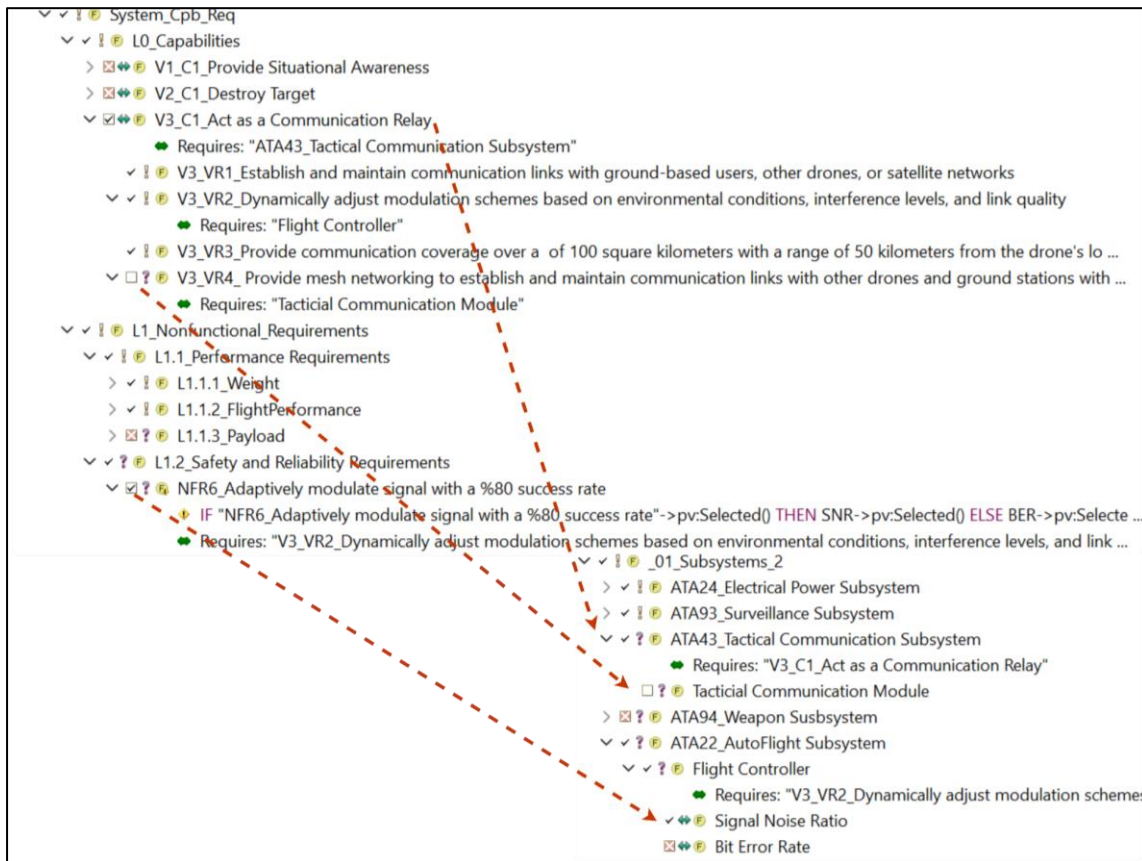 System_Cpb_Req
L0_Capabilities
V1_C1_Provide Situational Awareness
V2_C1_Destroy Target
V3_C1_Act as a Communication Relay
Requires: "ATA43_Tactical Communication Subsystem"
V3_VR1_Establish and maintain communication links with ground-based users, other drones, or satellite networks
V3_VR2_Dynamically adjust modulation schemes based on environmental conditions, interference levels, and link quality
Requires: "Flight Controller"
V3_VR3_Provide communication coverage over a  of 100 square kilometers with a range of 50 kilometers from the drone's lo ...
V3_VR4_ Provide mesh networking to establish and maintain communication links with other drones and ground stations with ...
Requires: "Tacticial Communication Module"
L1_Nonfunctional_Requirements
L1.1_Performance Requirements
L1.1.1_Weight
L1.1.2_FlightPerformance
L1.1.3_Payload
L1.2_Safety and Reliability Requirements
NFR6_Adaptively modulate signal with a %80 success rate
IF "NFR6_Adaptively modulate signal with a %80 success rate"->pv:Selected() THEN SNR->pv:Selected() ELSE BER->pv:Selecte ...
Requires: "V3_VR2_Dynamically adjust modulation schemes based on environmental conditions, interference levels, and link ...
_01_Subsystems_2
ATA24_Electrical Power Subsystem
ATA93_Surveillance Subsystem
ATA43_Tactical Communication Subsystem
Requires: "V3_C1_Act as a Communication Relay"
Tacticial Communication Module
ATA94_Weapon Susbsystem
ATA22_AutoFlight Subsystem
Flight Controller
Requires: "V3_VR2_Dynamically adjust modulation schemes
Signal Noise Ratio
Bit Error Rate